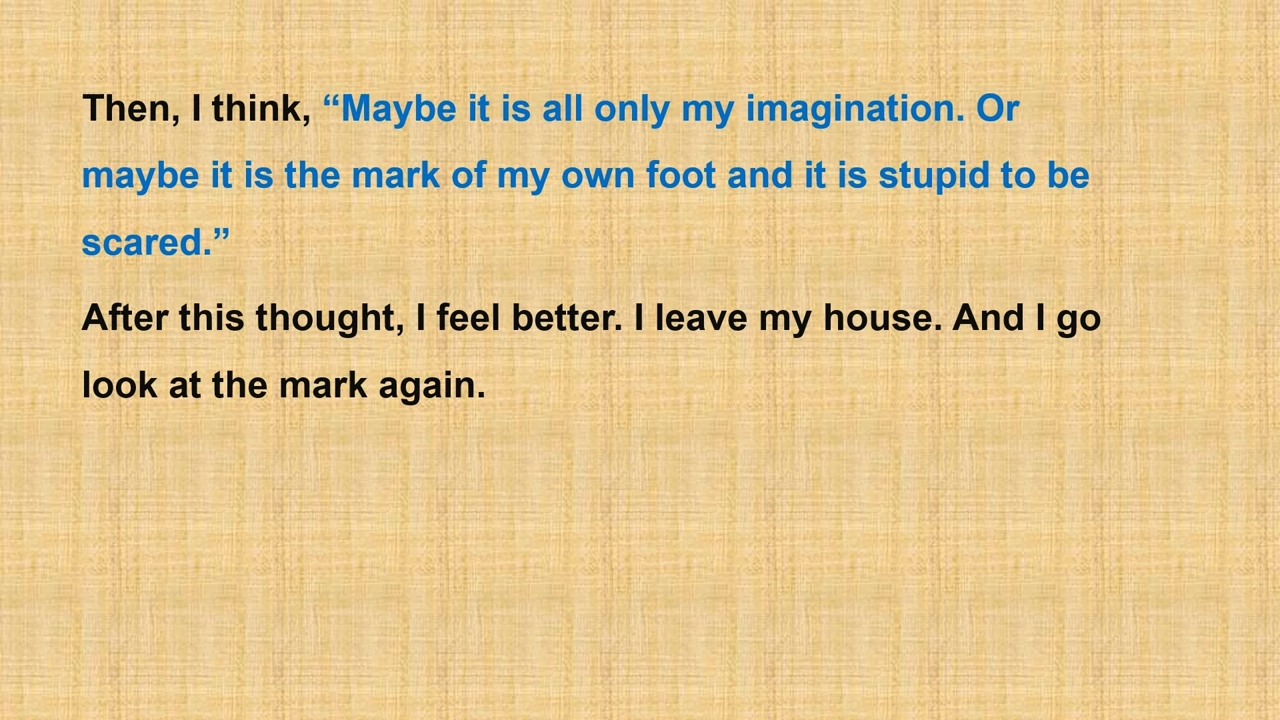 Then, I think, “Maybe it is all only my imagination. Or
maybe it is the mark of my own foot and it is stupid to be
scared.”
After this thought, I feel better. I leave my house. And I go
look at the mark again.